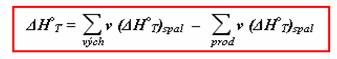 ΔH°T = ∑ ν (ΔH°T)spal − ∑ ν (ΔH°T)spal
vých prod